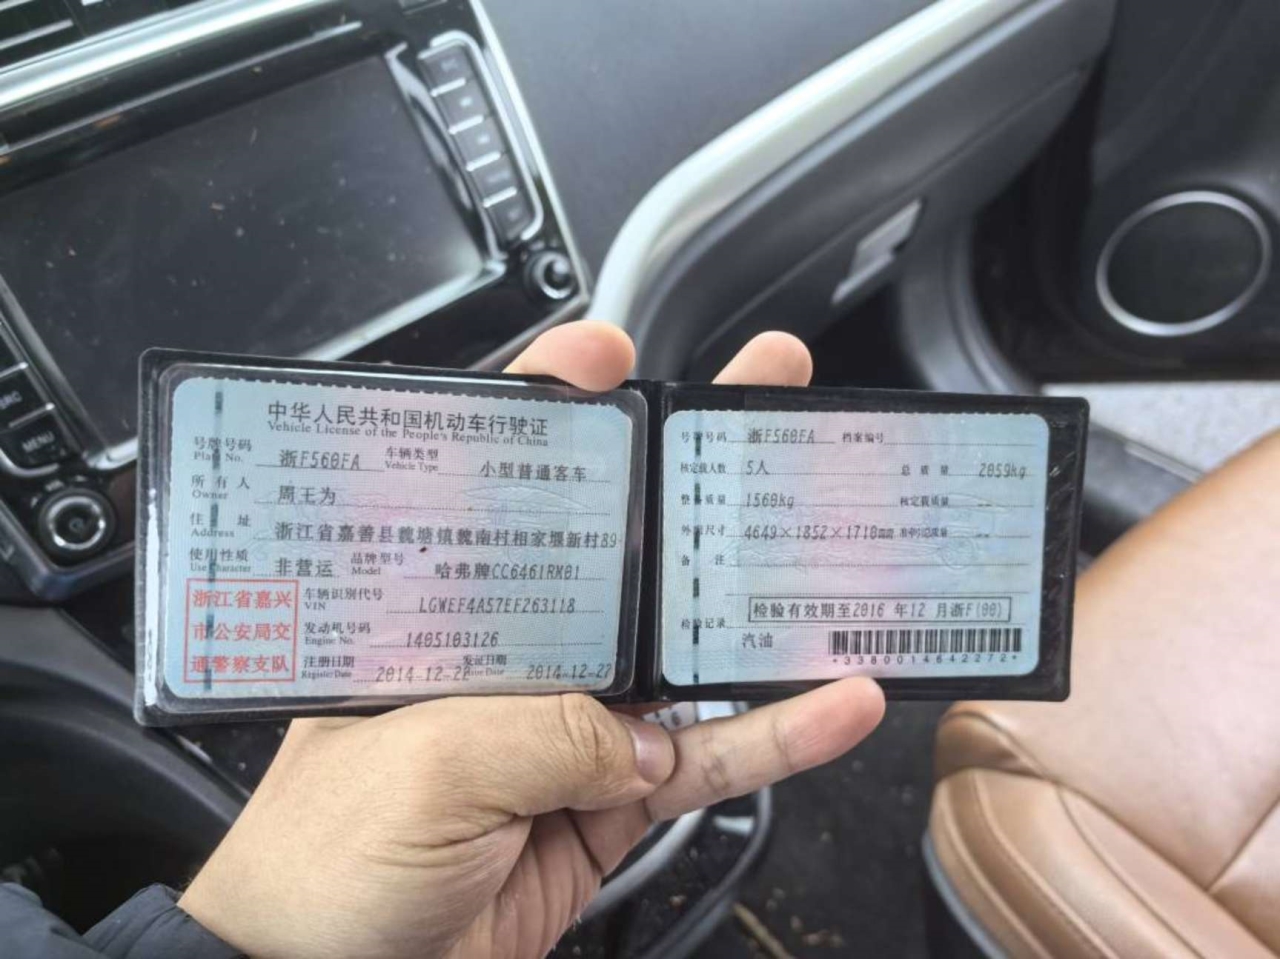 中华人民共和国机动车行驶证
Vehicle License of the People's Republic of China
号牌号码 浙F560FA 车辆类型 小型普通客车
Plate No. Vehicle Type
所有人 周王为
Owner
住址 浙江省嘉善县魏塘镇魏南村相家堰新村89
Address
使用性质 非营运 品牌型号 哈弗牌CC6461RM01
Use Character Model
浙江省嘉兴
市公安局交
通警察支队
车辆识别代号 LGWEF4A57EF263118
VIN
发动机号码 1405103126
Engine No.
注册日期 2014-12-22 发证日期 2014-12-22
Register Date Issue Date
号牌号码 浙F560FA 档案编号
核定载人数 5人 总质量 2059kg
整备质量 1560kg 核定载质量 --
外廓尺寸 4649×1852×1710mm 准牵引总质量 --
备注
检验有效期至2016年12月浙F(00)
检验记录
汽油
*3380014642272*
MENU
SRC